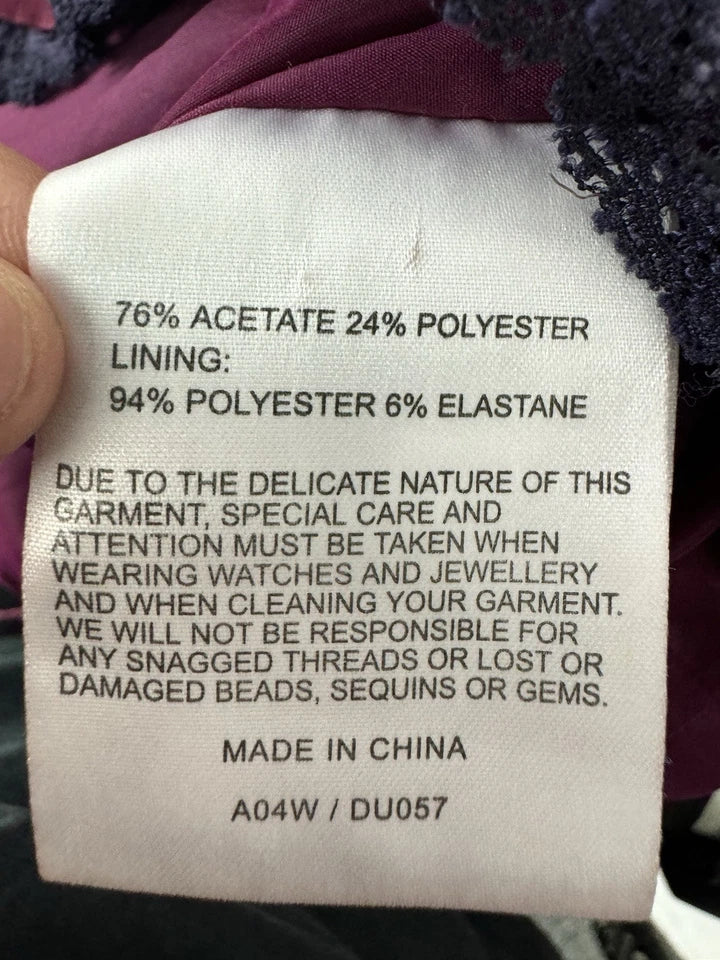 76% ACETATE 24% POLYESTER
LINING:
94% POLYESTER 6% ELASTANE
DUE TO THE DELICATE NATURE OF THIS
GARMENT, SPECIAL CARE AND
ATTENTION MUST BE TAKEN WHEN
WEARING WATCHES AND JEWELLERY
AND WHEN CLEANING YOUR GARMENT.
WE WILL NOT BE RESPONSIBLE FOR
ANY SNAGGED THREADS OR LOST OR
DAMAGED BEADS, SEQUINS OR GEMS.
MADE IN CHINA
A04W / DU057